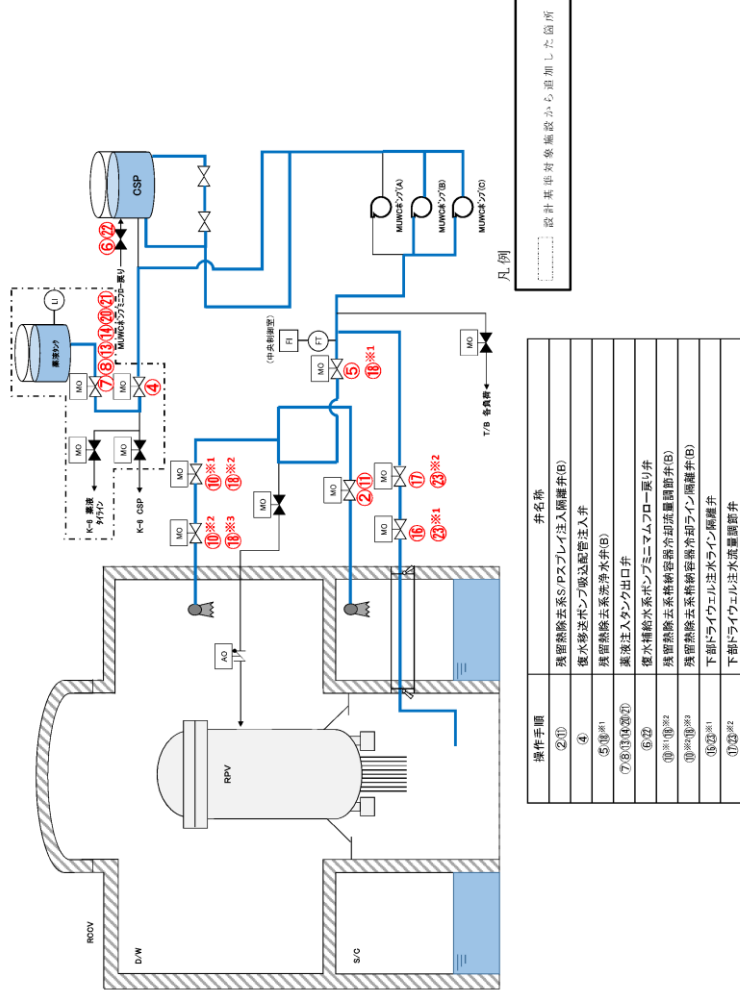 RCCV
D/W
S/C
RPV
AO
MO
⑩※2
⑱※3
MO
⑩※1
⑱※2
MO
MO
②⑪
MO
⑯
㉓※1
MO
⑰
㉓※2
K-6 薬液
タイライン
K-6 CSP
MO
MO
MO
⑦⑧⑬⑭⑳㉑
MO
④
薬液タンク
LI
MUWCポンプミニフロー戻り
⑥㉒
CSP
(中央制御室)
FI
FT
MO
⑤
⑱※1
MUWCポンプ(A)
MUWCポンプ(B)
MUWCポンプ(C)
MO
T/B 各負荷
凡例
設計基準対象施設から追加した箇所
操作手順 弁名称
②⑪ 残留熱除去系S/Pスプレイ注入隔離弁(B)
④ 復水移送ポンプ吸込配管注入弁
⑤⑱※1 残留熱除去系洗浄水弁(B)
⑦⑧⑬⑭⑳㉑ 薬液注入タンク出口弁
⑥㉒ 復水補給水系ポンプミニマムフロー戻り弁
⑩※1⑱※2 残留熱除去系格納容器冷却流量調節弁(B)
⑩※2⑱※3 残留熱除去系格納容器冷却ライン隔離弁(B)
⑯㉓※1 下部ドライウェル注水ライン隔離弁
⑰㉓※2 下部ドライウェル注水流量調節弁